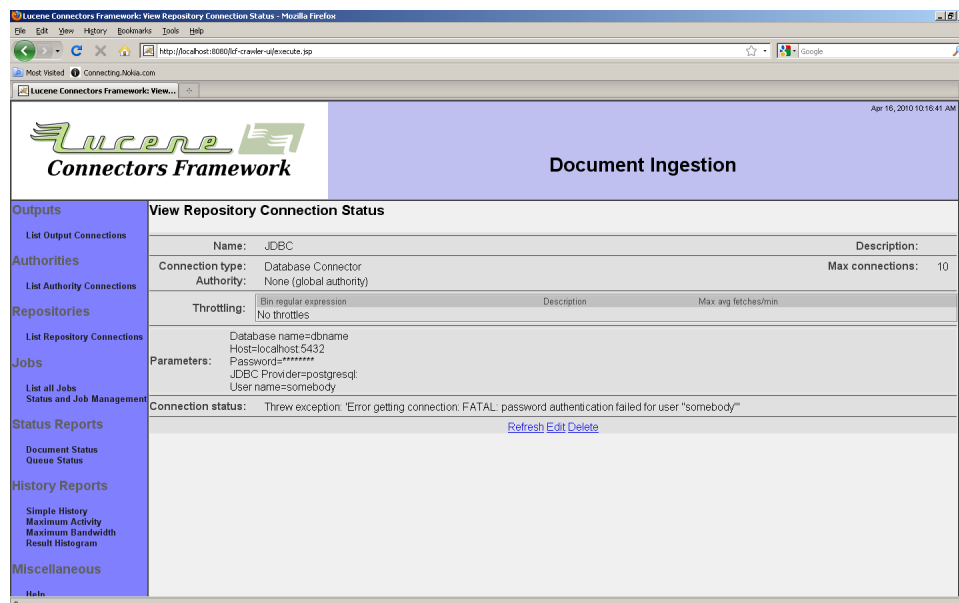 Lucene Connectors Framework: View Repository Connection Status - Mozilla Firefox
File Edit View History Bookmarks Tools Help
http://localhost:8080/lcf-crawler-ui/execute.jsp
Google
Most Visited Connecting.Nokia.com
Lucene Connectors Framework: View...
Apr 16, 2010 10:16:41 AM
Lucene
Connectors Framework
Document Ingestion
Outputs
List Output Connections
Authorities
List Authority Connections
Repositories
List Repository Connections
Jobs
List all Jobs
Status and Job Management
Status Reports
Document Status
Queue Status
History Reports
Simple History
Maximum Activity
Maximum Bandwidth
Result Histogram
Miscellaneous
Help
View Repository Connection Status
Name: JDBC Description:
Connection type: Database Connector Max connections: 10
Authority: None (global authority)
Throttling: Bin regular expression Description Max avg fetches/min
No throttles
Parameters: Database name=dbname
Host=localhost:5432
Password=********
JDBC Provider=postgresql:
User name=somebody
Connection status: Threw exception: 'Error getting connection: FATAL: password authentication failed for user "somebody"'
Refresh Edit Delete